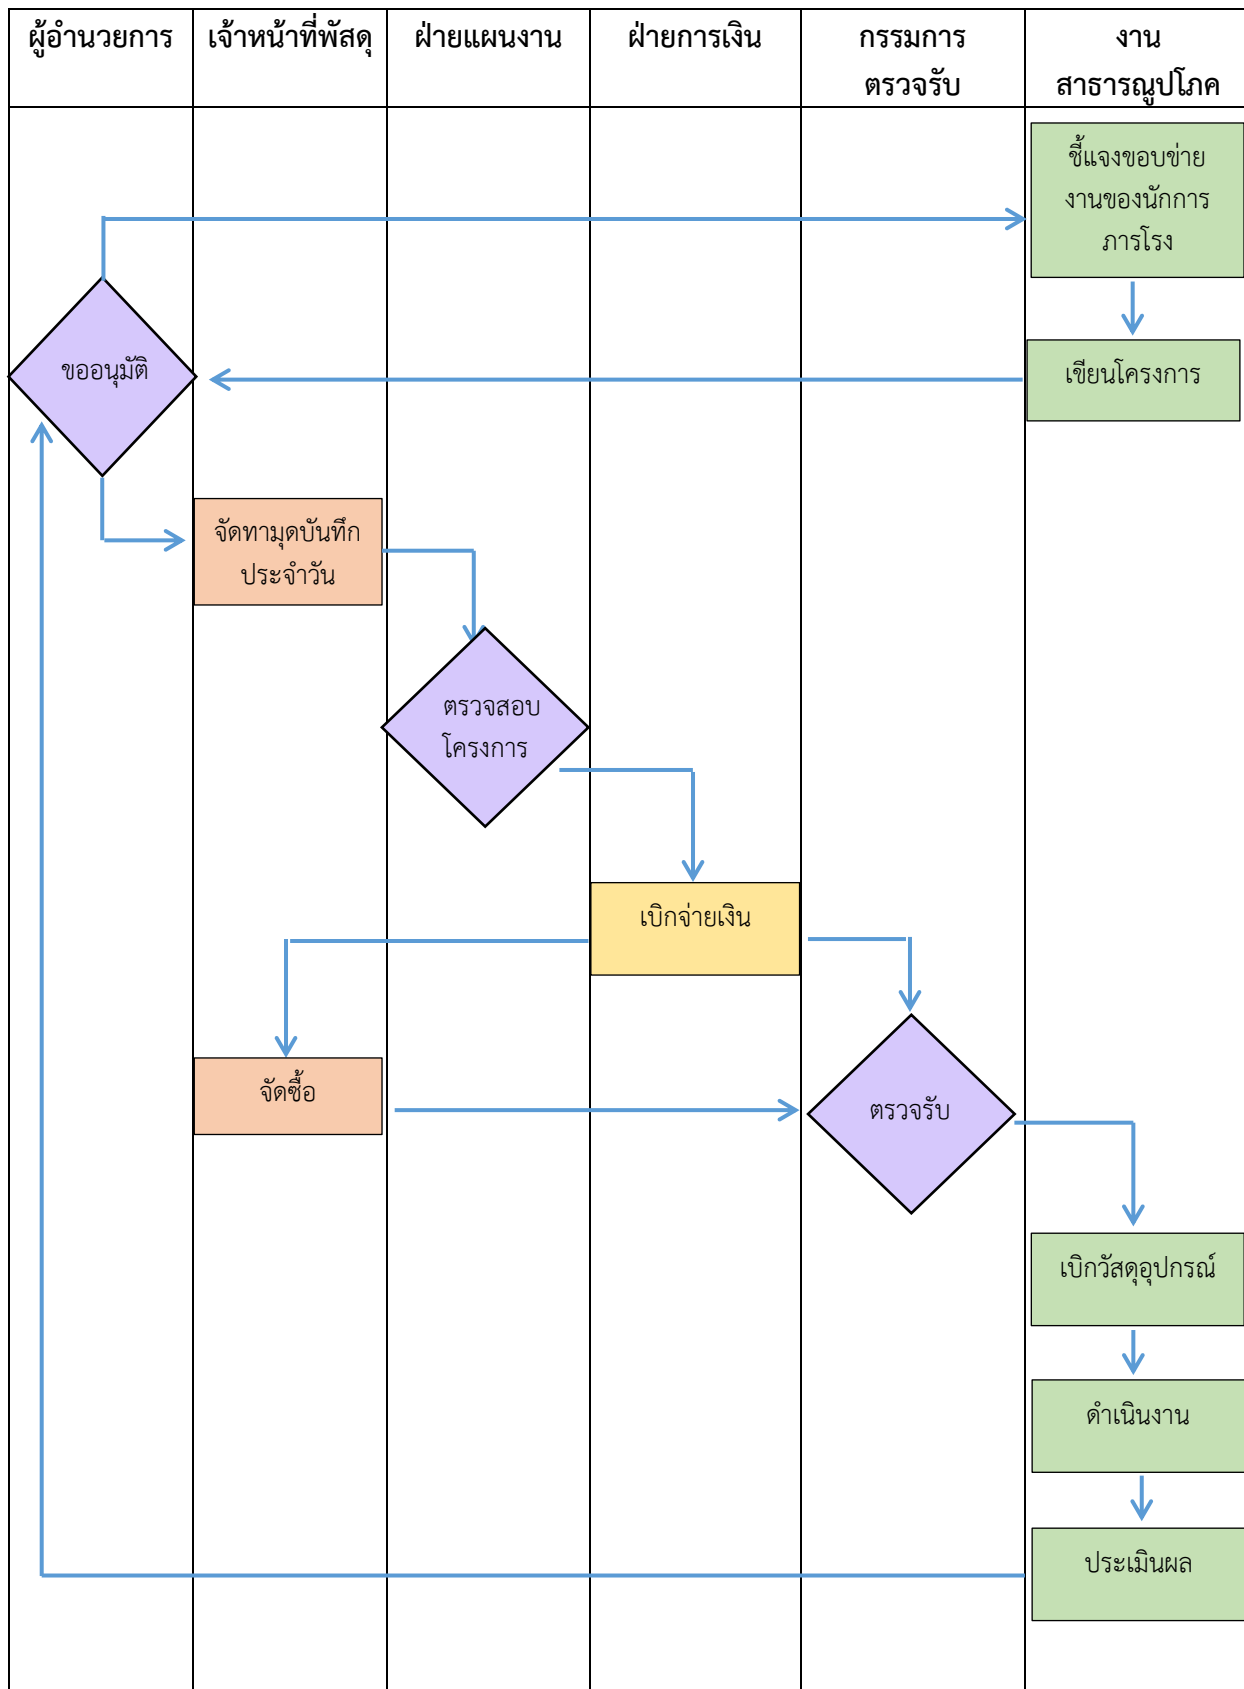 ผู้อำนวยการ
เจ้าหน้าที่พัสดุ
ฝ่ายแผนงาน
ฝ่ายการเงิน
กรรมการ
ตรวจรับ
งาน
สาธารณูปโภค
ชี้แจงขอบข่าย
งานของนักการ
ภารโรง
ขออนุมัติ
เขียนโครงการ
จัดทามุดบันทึก
ประจำวัน
ตรวจสอบ
โครงการ
เบิกจ่ายเงิน
จัดซื้อ
ตรวจรับ
เบิกวัสดุอุปกรณ์
ดำเนินงาน
ประเมินผล